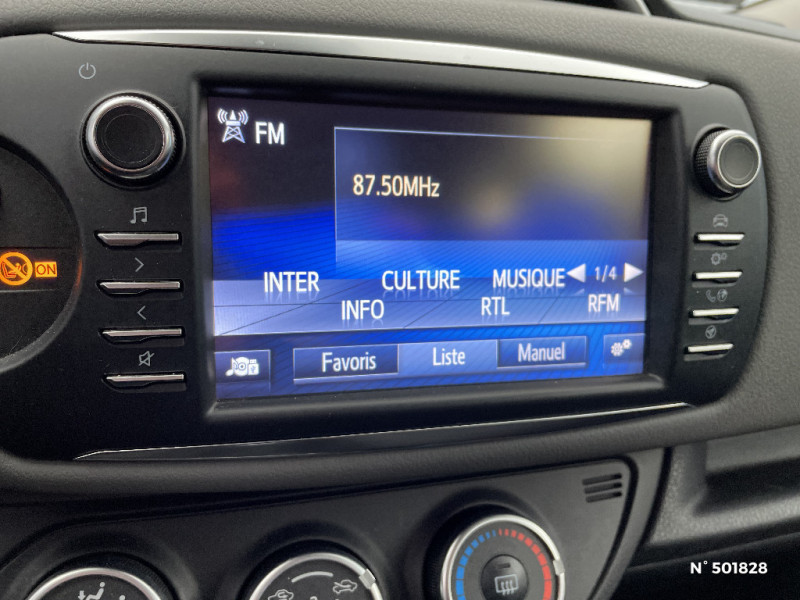 FM
87.50MHz
INTER CULTURE MUSIQUE 1/4
INFO RTL RFM
ON
Favoris Liste Manuel
N° 501828